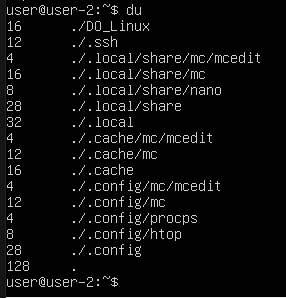 user@user-2:~$ du
16 ./DO_Linux
12 ./.ssh
4 ./.local/share/mc/mcedit
16 ./.local/share/mc
8 ./.local/share/nano
28 ./.local/share
32 ./.local
4 ./.cache/mc/mcedit
12 ./.cache/mc
16 ./.cache
4 ./.config/mc/mcedit
12 ./.config/mc
4 ./.config/procps
8 ./.config/htop
28 ./.config
128 .
user@user-2:~$